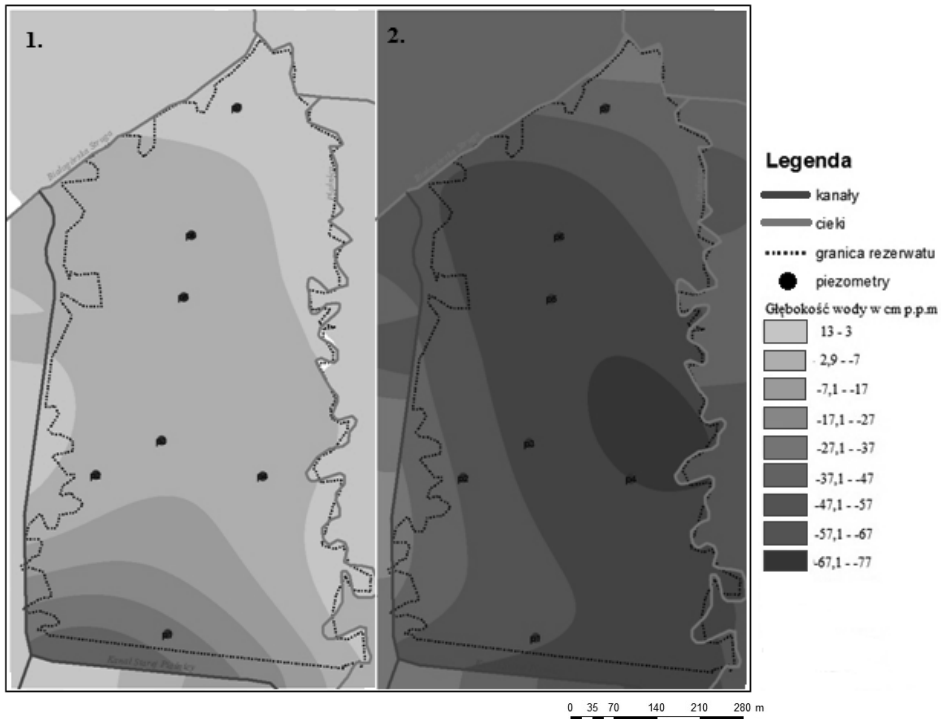 1.
2.
Legenda
kanały
cieki
granica rezerwatu
piezometry
Głębokość wody w cm p.p.m
13 - 3
2,9 - -7
-7,1 - -17
-17,1 - -27
-27,1 - -37
-37,1 - -47
-47,1 - -57
-57,1 - -67
-67,1 - -77
0 35 70 140 210 280 m